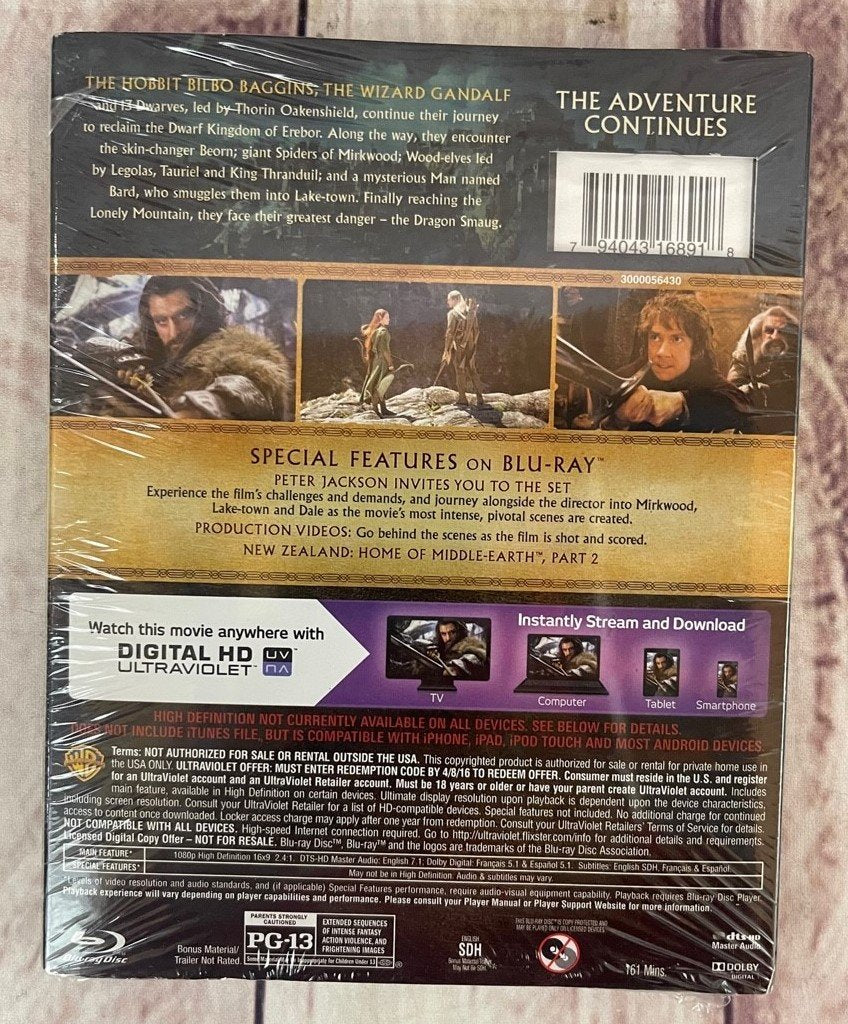 THE HOBBIT BILBO BAGGINS, THE WIZARD GANDALF
and 13 Dwarves, led by Thorin Oakenshield, continue their journey
to reclaim the Dwarf Kingdom of Erebor. Along the way, they encounter
the skin-changer Beorn; giant Spiders of Mirkwood; Wood-elves led
by Legolas, Tauriel and King Thranduil; and a mysterious Man named
Bard, who smuggles them into Lake-town. Finally reaching the
Lonely Mountain, they face their greatest danger – the Dragon Smaug.
THE ADVENTURE
CONTINUES
7 94043 16891 8
3000056430
SPECIAL FEATURES ON BLU-RAY™
PETER JACKSON INVITES YOU TO THE SET
Experience the film's challenges and demands, and journey alongside the director into Mirkwood,
Lake-town and Dale as the movie's most intense, pivotal scenes are created.
PRODUCTION VIDEOS: Go behind the scenes as the film is shot and scored.
NEW ZEALAND: HOME OF MIDDLE-EARTH™, PART 2
Watch this movie anywhere with
DIGITAL HD UV
ULTRAVIOLET™
Instantly Stream and Download
TV
Computer
Tablet
Smartphone
HIGH DEFINITION NOT CURRENTLY AVAILABLE ON ALL DEVICES. SEE BELOW FOR DETAILS.
DOES NOT INCLUDE iTUNES FILE, BUT IS COMPATIBLE WITH iPHONE, iPAD, iPOD TOUCH AND MOST ANDROID DEVICES.
WB
Terms: NOT AUTHORIZED FOR SALE OR RENTAL OUTSIDE THE USA. This copyrighted product is authorized for sale or rental for private home use in
the USA ONLY. ULTRAVIOLET OFFER: MUST ENTER REDEMPTION CODE BY 4/8/16 TO REDEEM OFFER. Consumer must reside in the U.S. and register
for an UltraViolet account and an UltraViolet Retailer account. Must be 18 years or older or have your parent create UltraViolet account. Includes
main feature, available in High Definition on certain devices. Ultimate display resolution upon playback is dependent upon the device characteristics,
including screen resolution. Consult your UltraViolet Retailer for a list of HD-compatible devices. Special features not included. No additional charge for continued
access to content once downloaded. Locker access charge may apply after one year from redemption. Consult your UltraViolet Retailers' Terms of Service for details.
NOT COMPATIBLE WITH ALL DEVICES. High-speed Internet connection required. Go to http://ultraviolet.flixster.com/info for additional details and requirements.
Licensed Digital Copy Offer – NOT FOR RESALE. Blu-ray Disc™, Blu-ray™ and the logos are trademarks of the Blu-ray Disc Association.
MAIN FEATURE* 1080p High Definition 16x9 2.4:1. DTS-HD Master Audio: English 7.1; Dolby Digital: Français 5.1 & Español 5.1. Subtitles: English SDH, Français & Español.
SPECIAL FEATURES* May not be in High Definition. Audio & subtitles may vary.
*Levels of video resolution and audio standards, and (if applicable) Special Features performance, require audio-visual equipment capability. Playback requires Blu-ray Disc Player.
Playback experience will vary depending on player capabilities and performance. Please consult your Player Manual or Player Support Website for more information.
Blu-ray Disc
Bonus Material/
Trailer Not Rated.
PARENTS STRONGLY
CAUTIONED
PG-13
EXTENDED SEQUENCES
OF INTENSE FANTASY
ACTION VIOLENCE, AND
FRIGHTENING IMAGES
ENGLISH
SDH
THIS BLU-RAY DISC™ IS COPY PROTECTED AND
MAY BE PLAYED ONLY ON LICENSED DEVICES
161 Mins.
dts-HD
Master Audio
DOLBY
DIGITAL